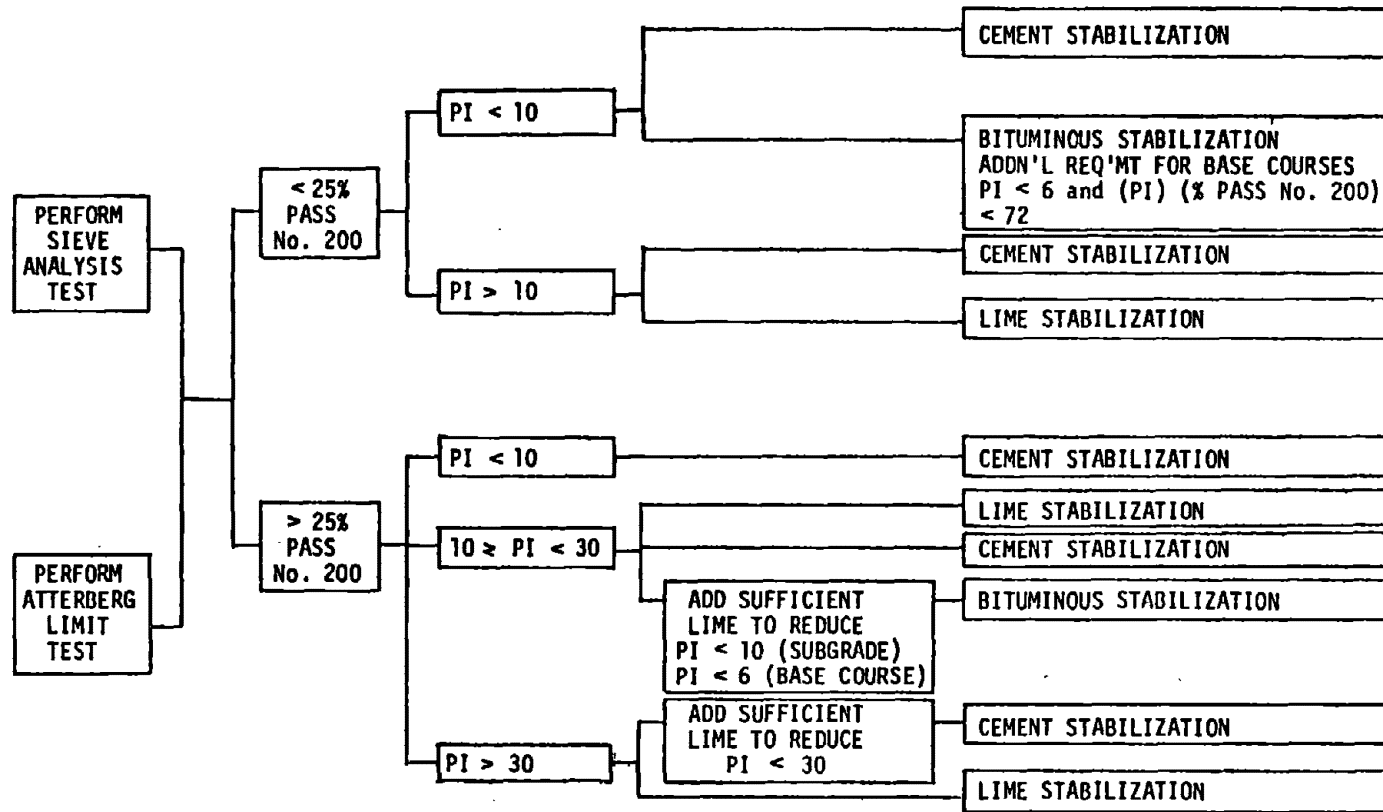 PERFORM
SIEVE
ANALYSIS
TEST
PERFORM
ATTERBERG
LIMIT
TEST
< 25%
PASS
No. 200
> 25%
PASS
No. 200
PI < 10
PI > 10
PI < 10
10 ≥ PI < 30
PI > 30
ADD SUFFICIENT
LIME TO REDUCE
PI < 10 (SUBGRADE)
PI < 6 (BASE COURSE)
ADD SUFFICIENT
LIME TO REDUCE
PI < 30
CEMENT STABILIZATION
BITUMINOUS STABILIZATION
ADDN'L REQ'MT FOR BASE COURSES
PI < 6 and (PI) (% PASS No. 200)
< 72
CEMENT STABILIZATION
LIME STABILIZATION
CEMENT STABILIZATION
LIME STABILIZATION
CEMENT STABILIZATION
BITUMINOUS STABILIZATION
CEMENT STABILIZATION
LIME STABILIZATION